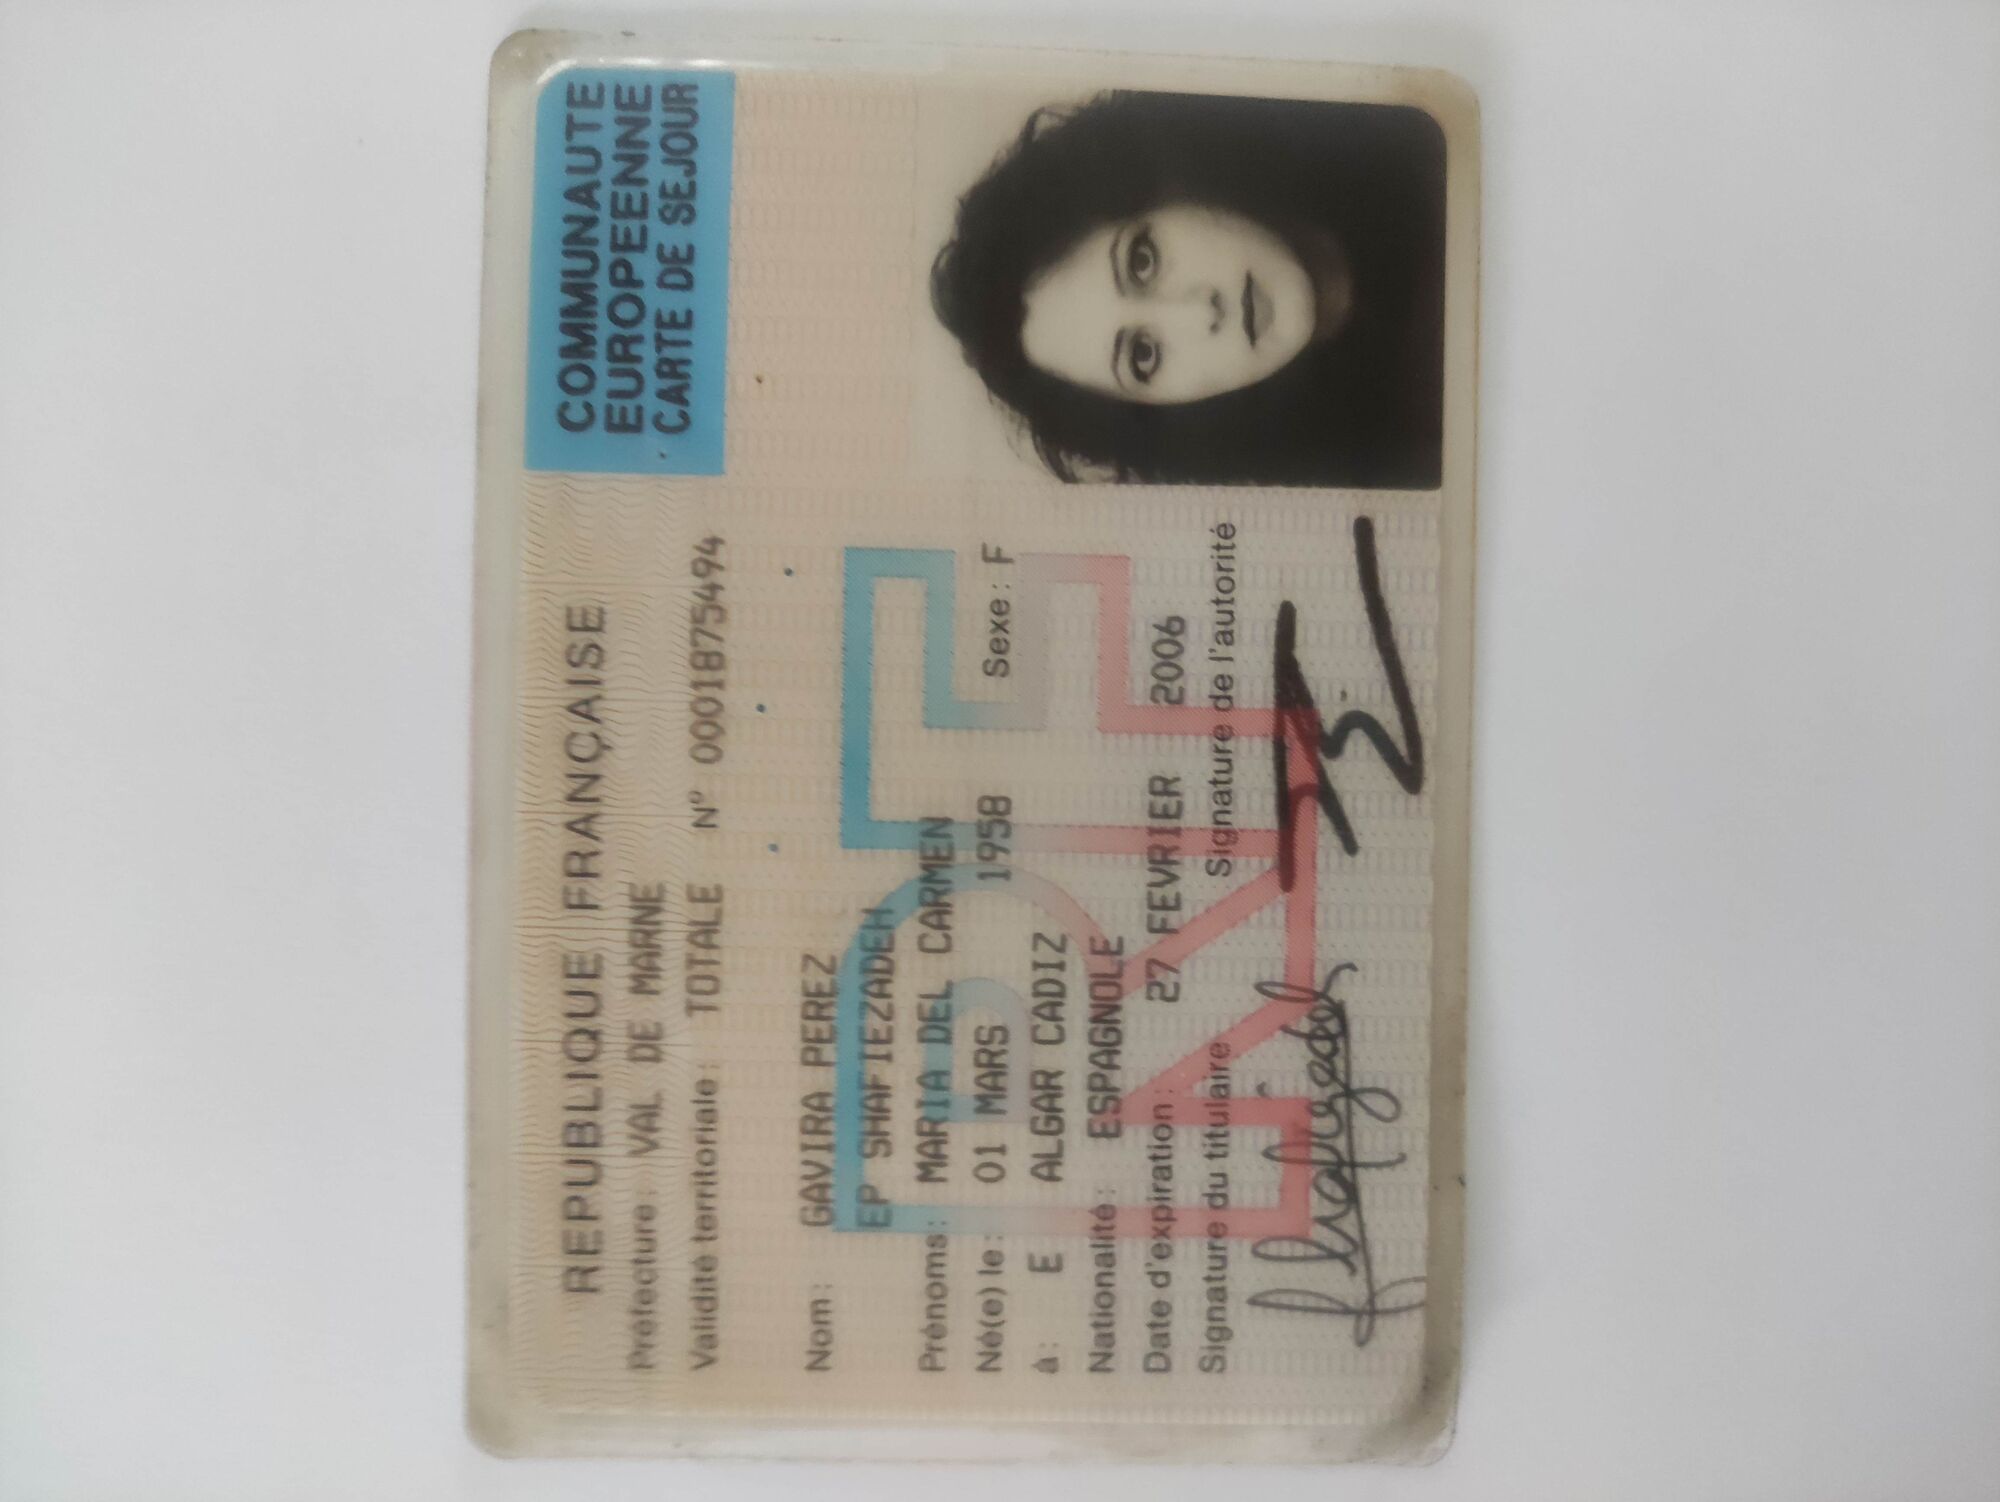 REPUBLIQUE FRANÇAISE
COMMUNAUTE
EUROPEENNE
CARTE DE SEJOUR
Préfecture: VAL DE MARNE
Validité territoriale: TOTALE N° 0001875494
Nom: GAVIRA PEREZ
EP SHAFIEZADEH
Prénoms: MARIA DEL CARMEN
Né(e) le: 01 MARS 1958 Sexe: F
à: E ALGAR CADIZ
Nationalité: ESPAGNOLE
Date d'expiration: 27 FEVRIER 2006
Signature du titulaire Signature de l'autorité
RF